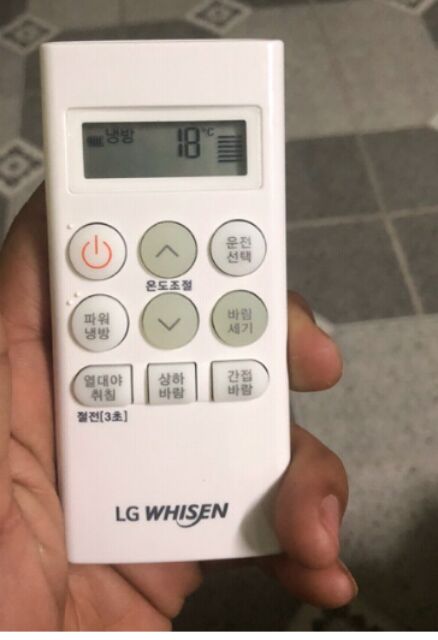 냉방 18°C
운전
선택
온도조절
파워
냉방
바람
세기
열대야
취침
상하
바람
간접
바람
절전[3초]
LG WHISEN